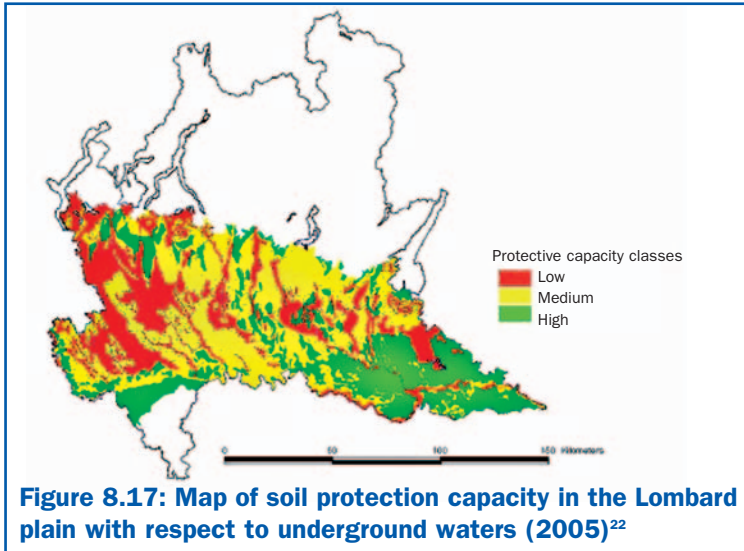 Protective capacity classes
Low
Medium
High
0 50 100 150 Kilometers
Figure 8.17: Map of soil protection capacity in the Lombard
plain with respect to underground waters (2005)22